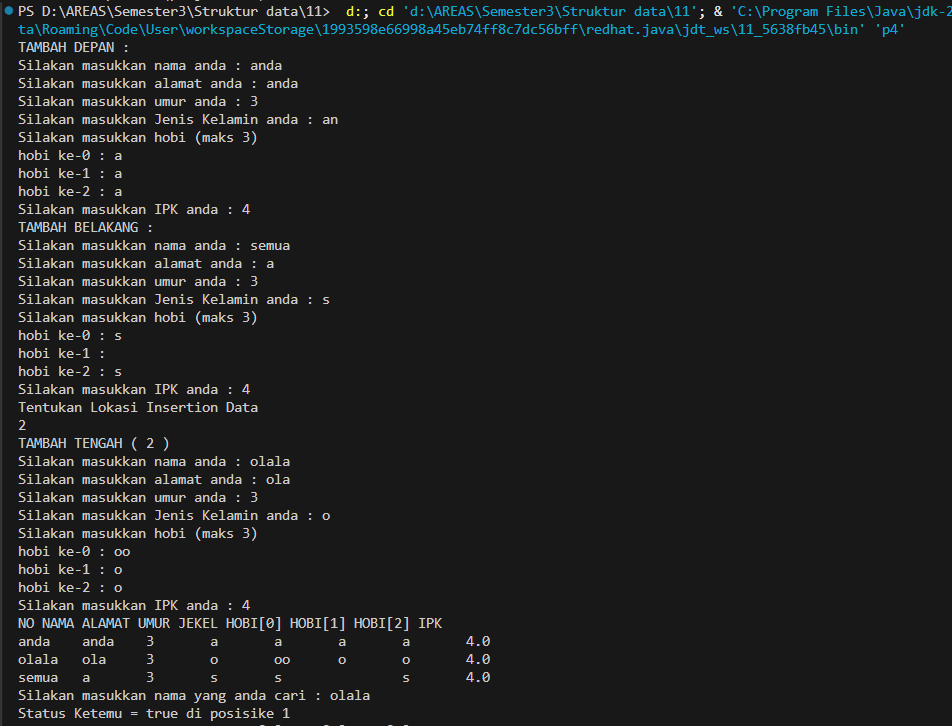 PS D:\AREAS\Semester3\Struktur data\11>  d:; cd 'd:\AREAS\Semester3\Struktur data\11'; & 'C:\Program Files\Java\jdk-2
ta\Roaming\Code\User\workspaceStorage\1993598e66998a45eb74ff8c7dc56bff\redhat.java\jdt_ws\11_5638fb45\bin' 'p4'
TAMBAH DEPAN :
Silakan masukkan nama anda : anda
Silakan masukkan alamat anda : anda
Silakan masukkan umur anda : 3
Silakan masukkan Jenis Kelamin anda : an
Silakan masukkan hobi (maks 3)
hobi ke-0 : a
hobi ke-1 : a
hobi ke-2 : a
Silakan masukkan IPK anda : 4
TAMBAH BELAKANG :
Silakan masukkan nama anda : semua
Silakan masukkan alamat anda : a
Silakan masukkan umur anda : 3
Silakan masukkan Jenis Kelamin anda : s
Silakan masukkan hobi (maks 3)
hobi ke-0 : s
hobi ke-1 :
hobi ke-2 : s
Silakan masukkan IPK anda : 4
Tentukan Lokasi Insertion Data
2
TAMBAH TENGAH ( 2 )
Silakan masukkan nama anda : olala
Silakan masukkan alamat anda : ola
Silakan masukkan umur anda : 3
Silakan masukkan Jenis Kelamin anda : o
Silakan masukkan hobi (maks 3)
hobi ke-0 : oo
hobi ke-1 : o
hobi ke-2 : o
Silakan masukkan IPK anda : 4
NO NAMA ALAMAT UMUR JEKEL HOBI[0] HOBI[1] HOBI[2] IPK
anda    anda    3       a       a       a       a       4.0
olala   ola     3       o       oo      o       o       4.0
semua   a       3       s       s               s       4.0
Silakan masukkan nama yang anda cari : olala
Status Ketemu = true di posisike 1